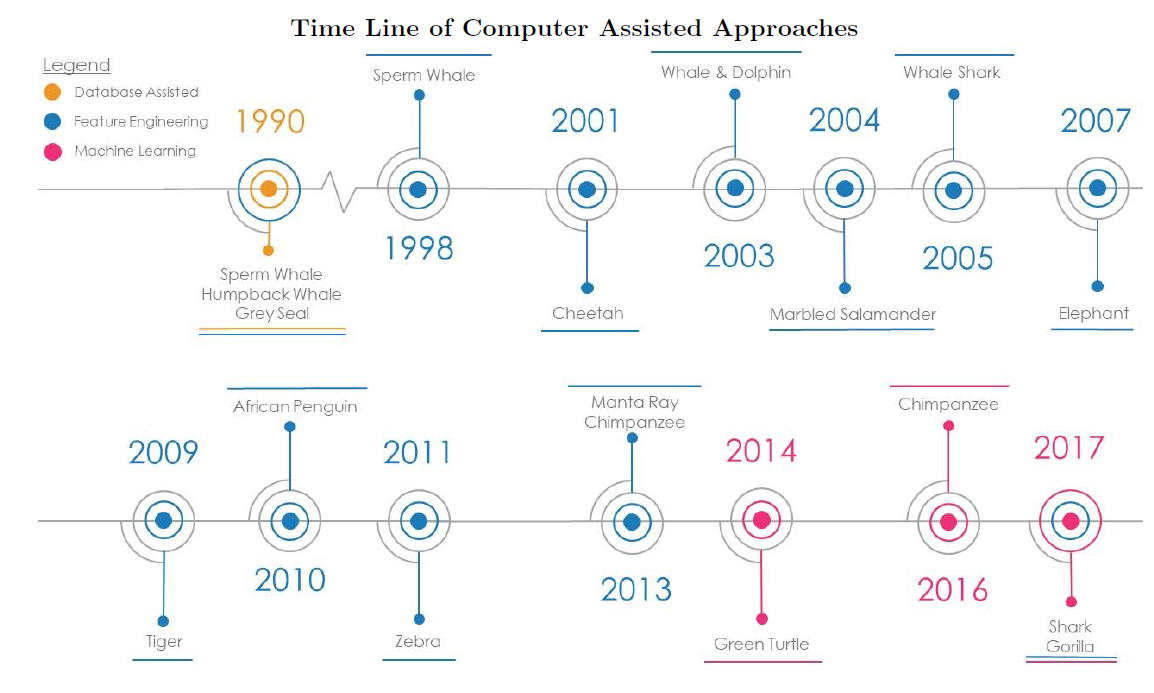 Time Line of Computer Assisted Approaches
Legend
Database Assisted
Feature Engineering
Machine Learning
1990
Sperm Whale
Humpback Whale
Grey Seal
Sperm Whale
1998
2001
Cheetah
Whale & Dolphin
2003
2004
Marbled Salamander
Whale Shark
2005
2007
Elephant
2009
Tiger
African Penguin
2010
2011
Zebra
Manta Ray
Chimpanzee
2013
2014
Green Turtle
Chimpanzee
2016
2017
Shark
Gorilla